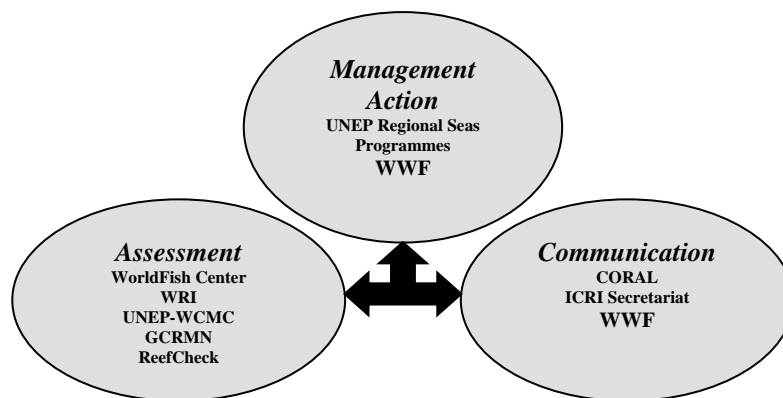 Management
Action
UNEP Regional Seas
Programmes
WWF
Assessment
WorldFish Center
WRI
UNEP-WCMC
GCRMN
ReefCheck
Communication
CORAL
ICRI Secretariat
WWF